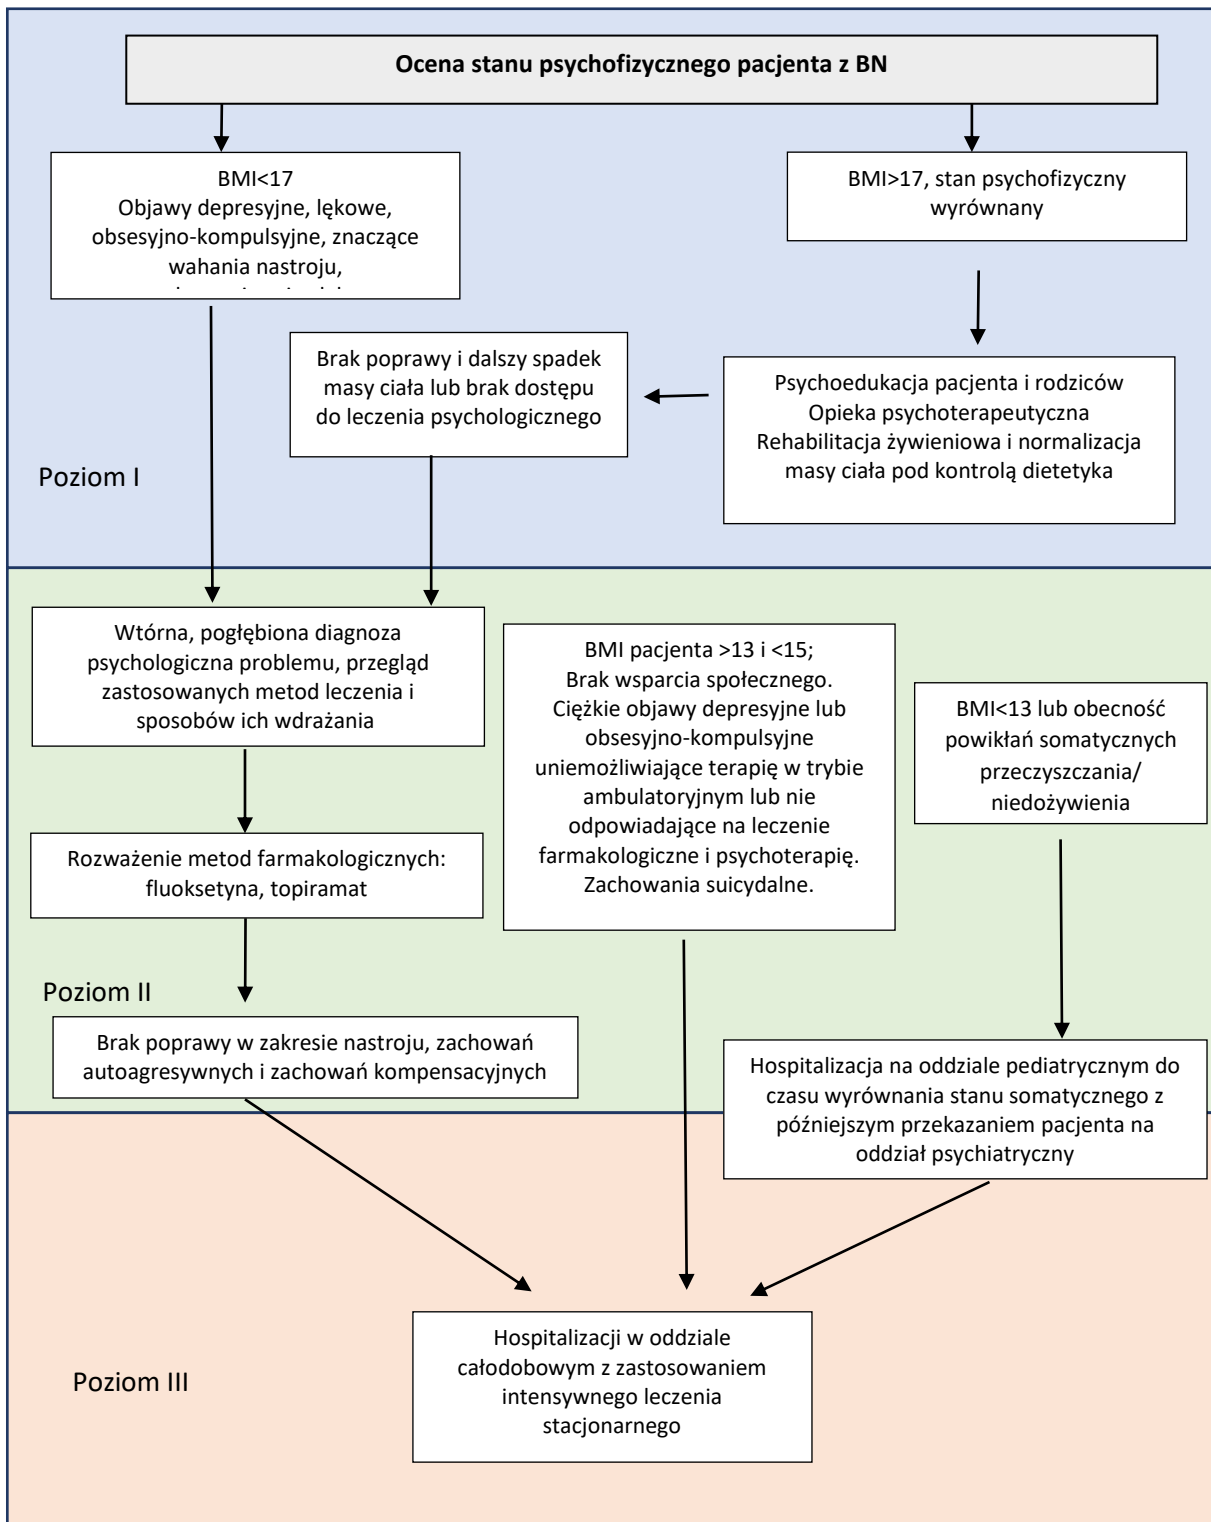 Ocena stanu psychofizycznego pacjenta z BN
BMI<17
Objawy depresyjne, lękowe,
obsesyjno-kompulsyjne, znaczące
wahania nastroju,
BMI>17, stan psychofizyczny
wyrównany
Brak poprawy i dalszy spadek
masy ciała lub brak dostępu
do leczenia psychologicznego
Psychoedukacja pacjenta i rodziców
Opieka psychoterapeutyczna
Rehabilitacja żywieniowa i normalizacja
masy ciała pod kontrolą dietetyka
Poziom I
Wtórna, pogłębiona diagnoza
psychologiczna problemu, przegląd
zastosowanych metod leczenia i
sposobów ich wdrażania
BMI pacjenta >13 i <15;
Brak wsparcia społecznego.
Ciężkie objawy depresyjne lub
obsesyjno-kompulsyjne
uniemożliwiające terapię w trybie
ambulatoryjnym lub nie
odpowiadające na leczenie
farmakologiczne i psychoterapię.
Zachowania suicydalne.
BMI<13 lub obecność
powikłań somatycznych
przeczyszczania/
niedożywienia
Rozważenie metod farmakologicznych:
fluoksetyna, topiramat
Poziom II
Brak poprawy w zakresie nastroju, zachowań
autoagresywnych i zachowań kompensacyjnych
Hospitalizacja na oddziale pediatrycznym do
czasu wyrównania stanu somatycznego z
późniejszym przekazaniem pacjenta na
oddział psychiatryczny
Poziom III
Hospitalizacji w oddziale
całodobowym z zastosowaniem
intensywnego leczenia
stacjonarnego